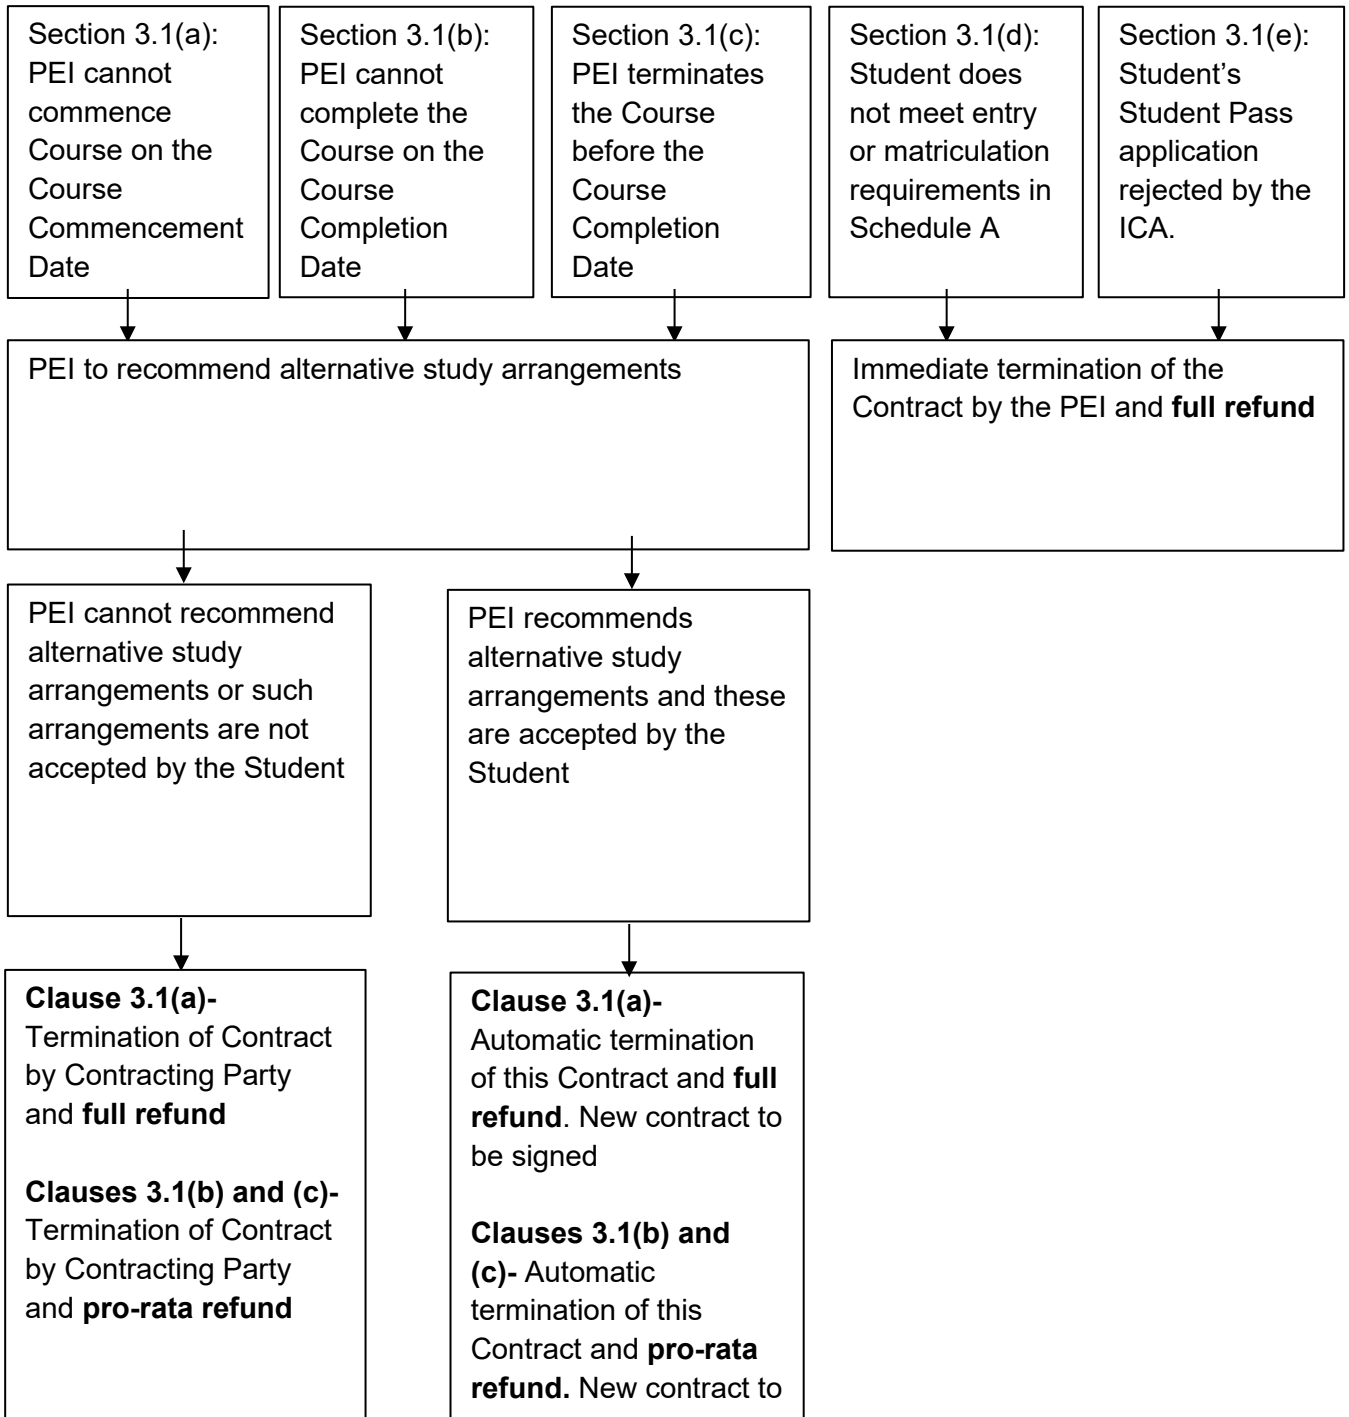 Section 3.1(a):
PEI cannot
commence
Course on the
Course
Commencement
Date
Section 3.1(b):
PEI cannot
complete the
Course on the
Course
Completion
Date
Section 3.1(c):
PEI terminates
the Course
before the
Course
Completion
Date
Section 3.1(d):
Student does
not meet entry
or matriculation
requirements in
Schedule A
Section 3.1(e):
Student’s
Student Pass
application
rejected by the
ICA.
PEI to recommend alternative study arrangements
Immediate termination of the
Contract by the PEI and full refund
PEI cannot recommend
alternative study
arrangements or such
arrangements are not
accepted by the Student
PEI recommends
alternative study
arrangements and these
are accepted by the
Student
Clause 3.1(a)-
Termination of Contract
by Contracting Party
and full refund
Clauses 3.1(b) and (c)-
Termination of Contract
by Contracting Party
and pro-rata refund
Clause 3.1(a)-
Automatic termination
of this Contract and full
refund. New contract to
be signed
Clauses 3.1(b) and
(c)- Automatic
termination of this
Contract and pro-rata
refund. New contract to